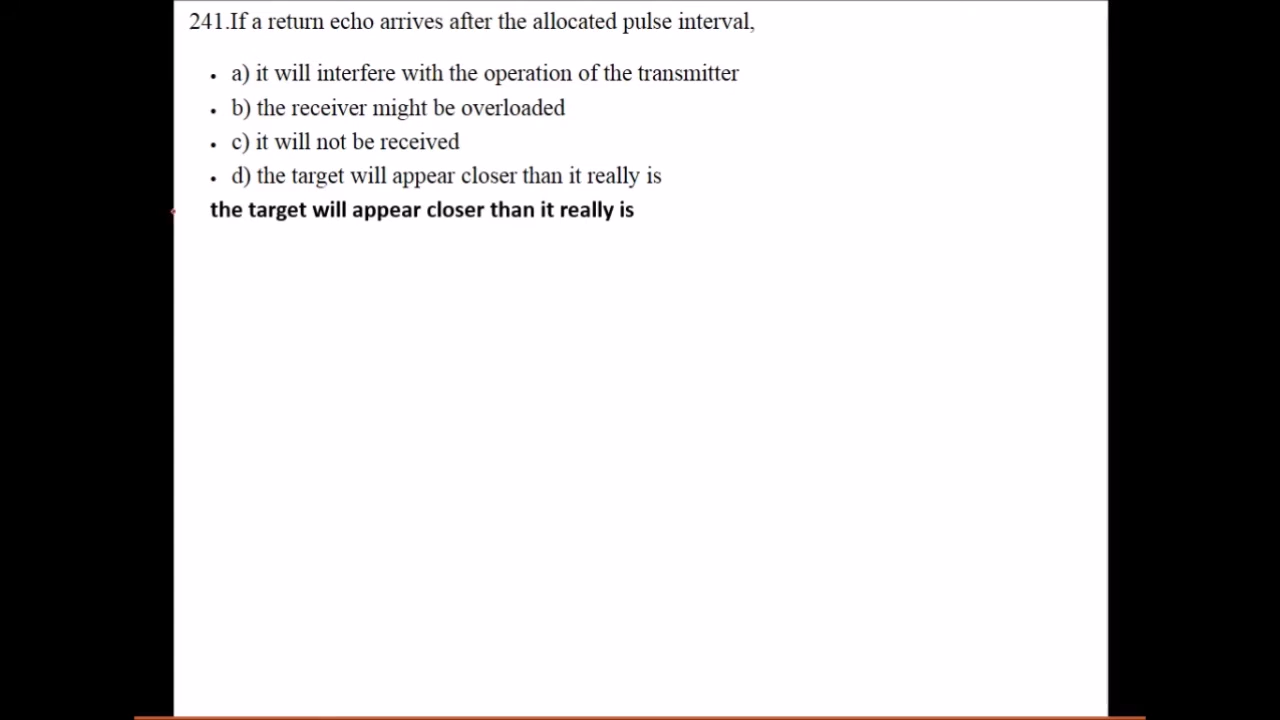 241.If a return echo arrives after the allocated pulse interval,
• a) it will interfere with the operation of the transmitter
• b) the receiver might be overloaded
• c) it will not be received
• d) the target will appear closer than it really is
the target will appear closer than it really is